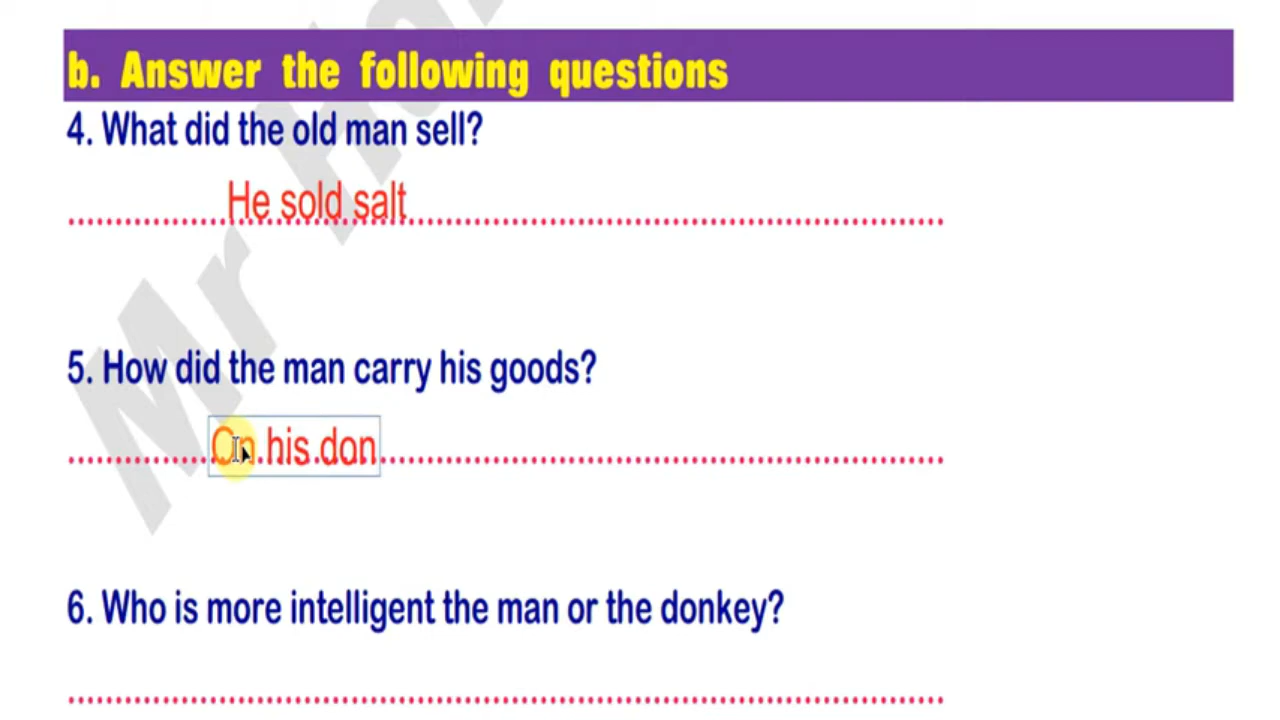 b. Answer the following questions
4. What did the old man sell?
He sold salt
5. How did the man carry his goods?
On his don
6. Who is more intelligent the man or the donkey?